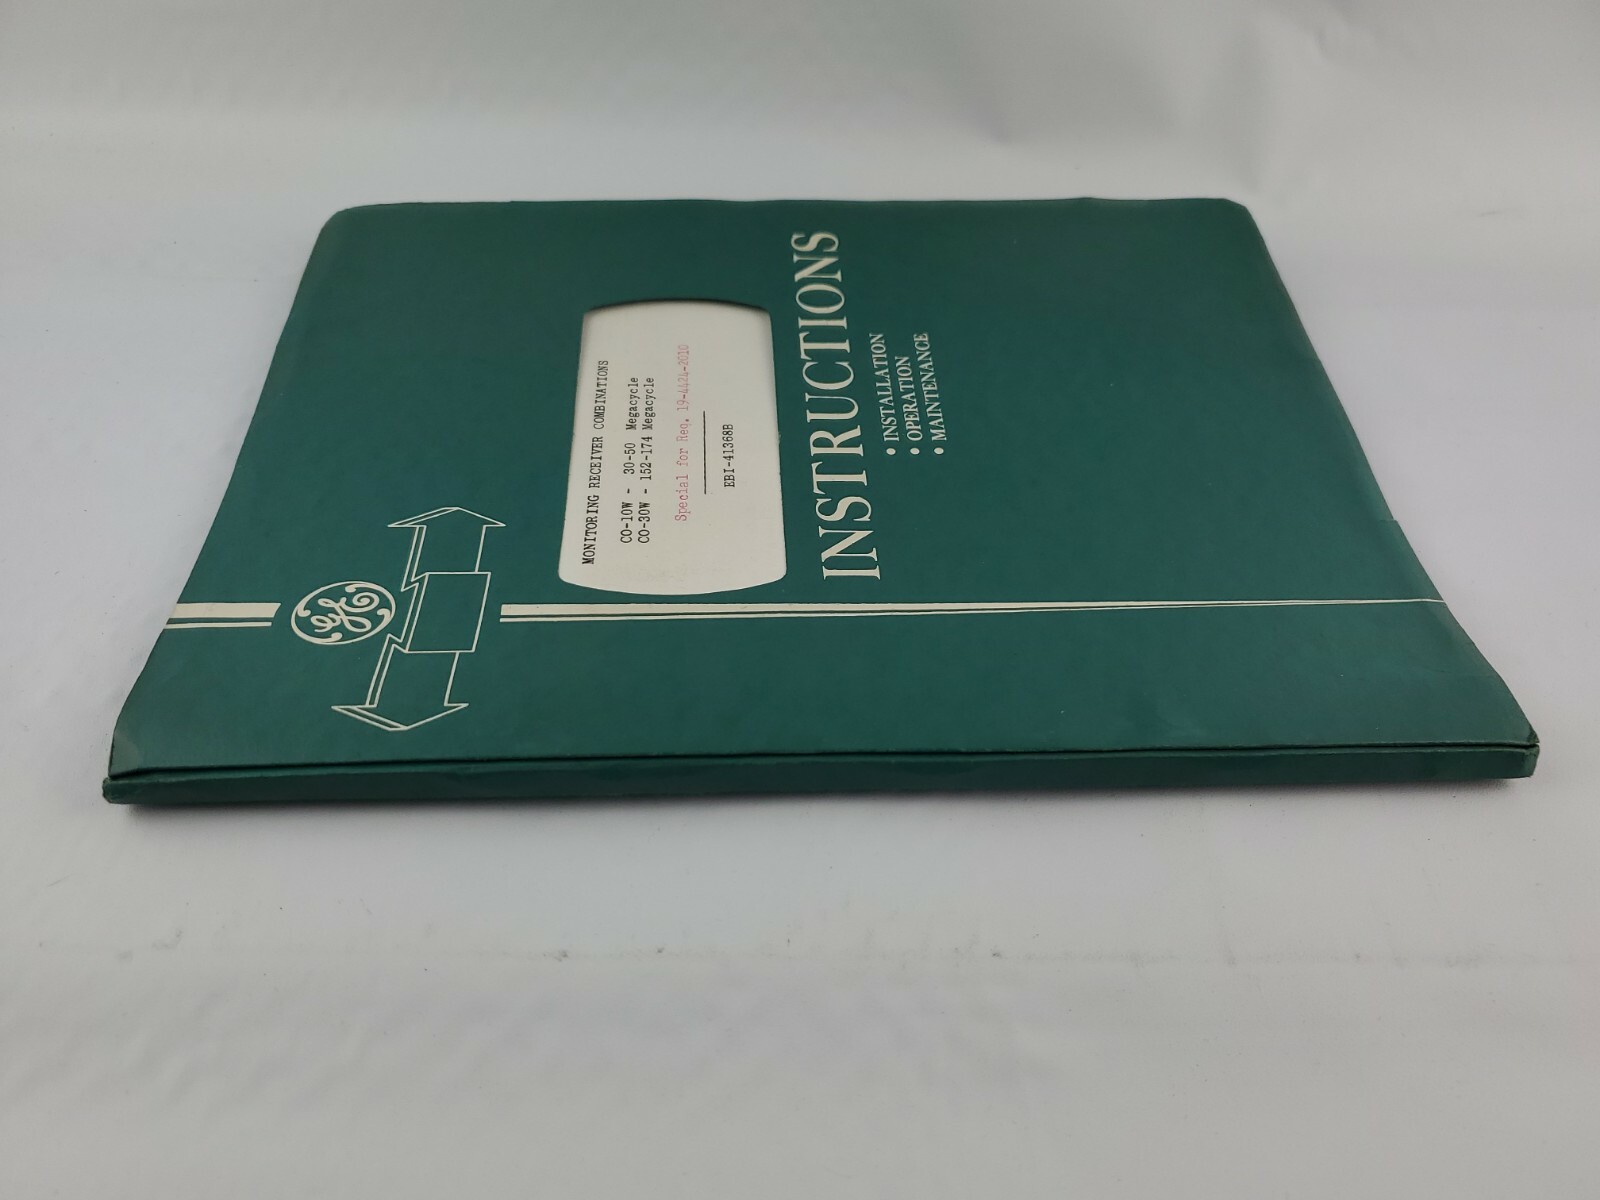 MONITORING RECEIVER COMBINATIONS
CO-10W - 30-50 Megacycle
CO-30W - 152-174 Megacycle
Special for Req. 19-4424-2010
EBI-41368B
INSTRUCTIONS
• INSTALLATION
• OPERATION
• MAINTENANCE
GE